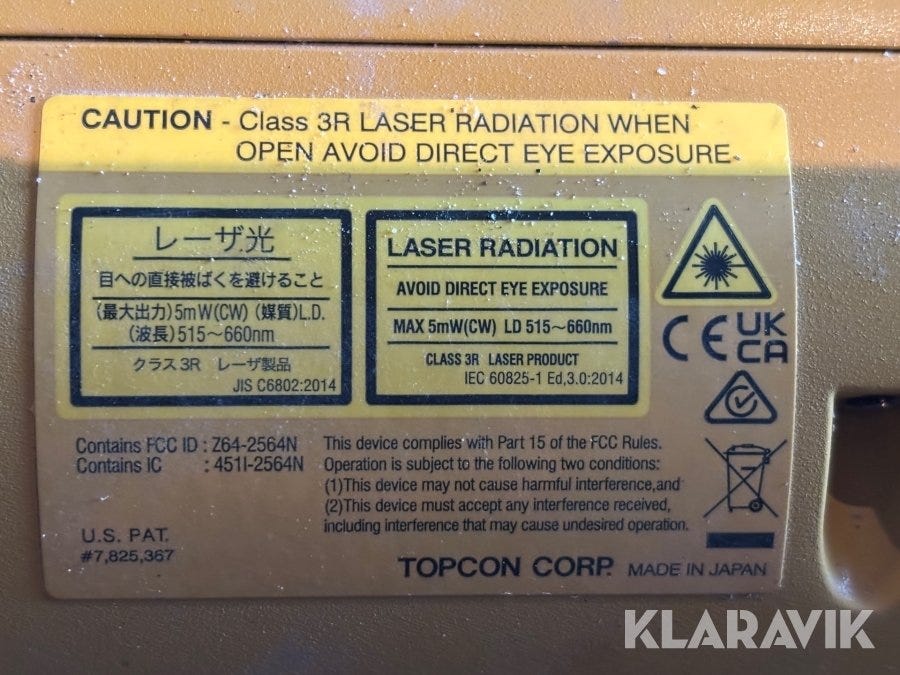 CAUTION - Class 3R LASER RADIATION WHEN
OPEN AVOID DIRECT EYE EXPOSURE.
レーザ光
目への直接被ばくを避けること
(最大出力)5mW(CW) (媒質)L.D.
(波長)515～660nm
クラス3R レーザ製品
JIS C6802:2014
LASER RADIATION
AVOID DIRECT EYE EXPOSURE
MAX 5mW(CW) LD 515～660nm
CLASS 3R LASER PRODUCT
IEC 60825-1 Ed,3.0:2014
CE UK
CA
Contains FCC ID : Z64-2564N
Contains IC : 451I-2564N
This device complies with Part 15 of the FCC Rules.
Operation is subject to the following two conditions:
(1)This device may not cause harmful interference,and
(2)This device must accept any interference received,
including interference that may cause undesired operation.
U.S. PAT.
#7,825,367
TOPCON CORP. MADE IN JAPAN
KLARAVIK